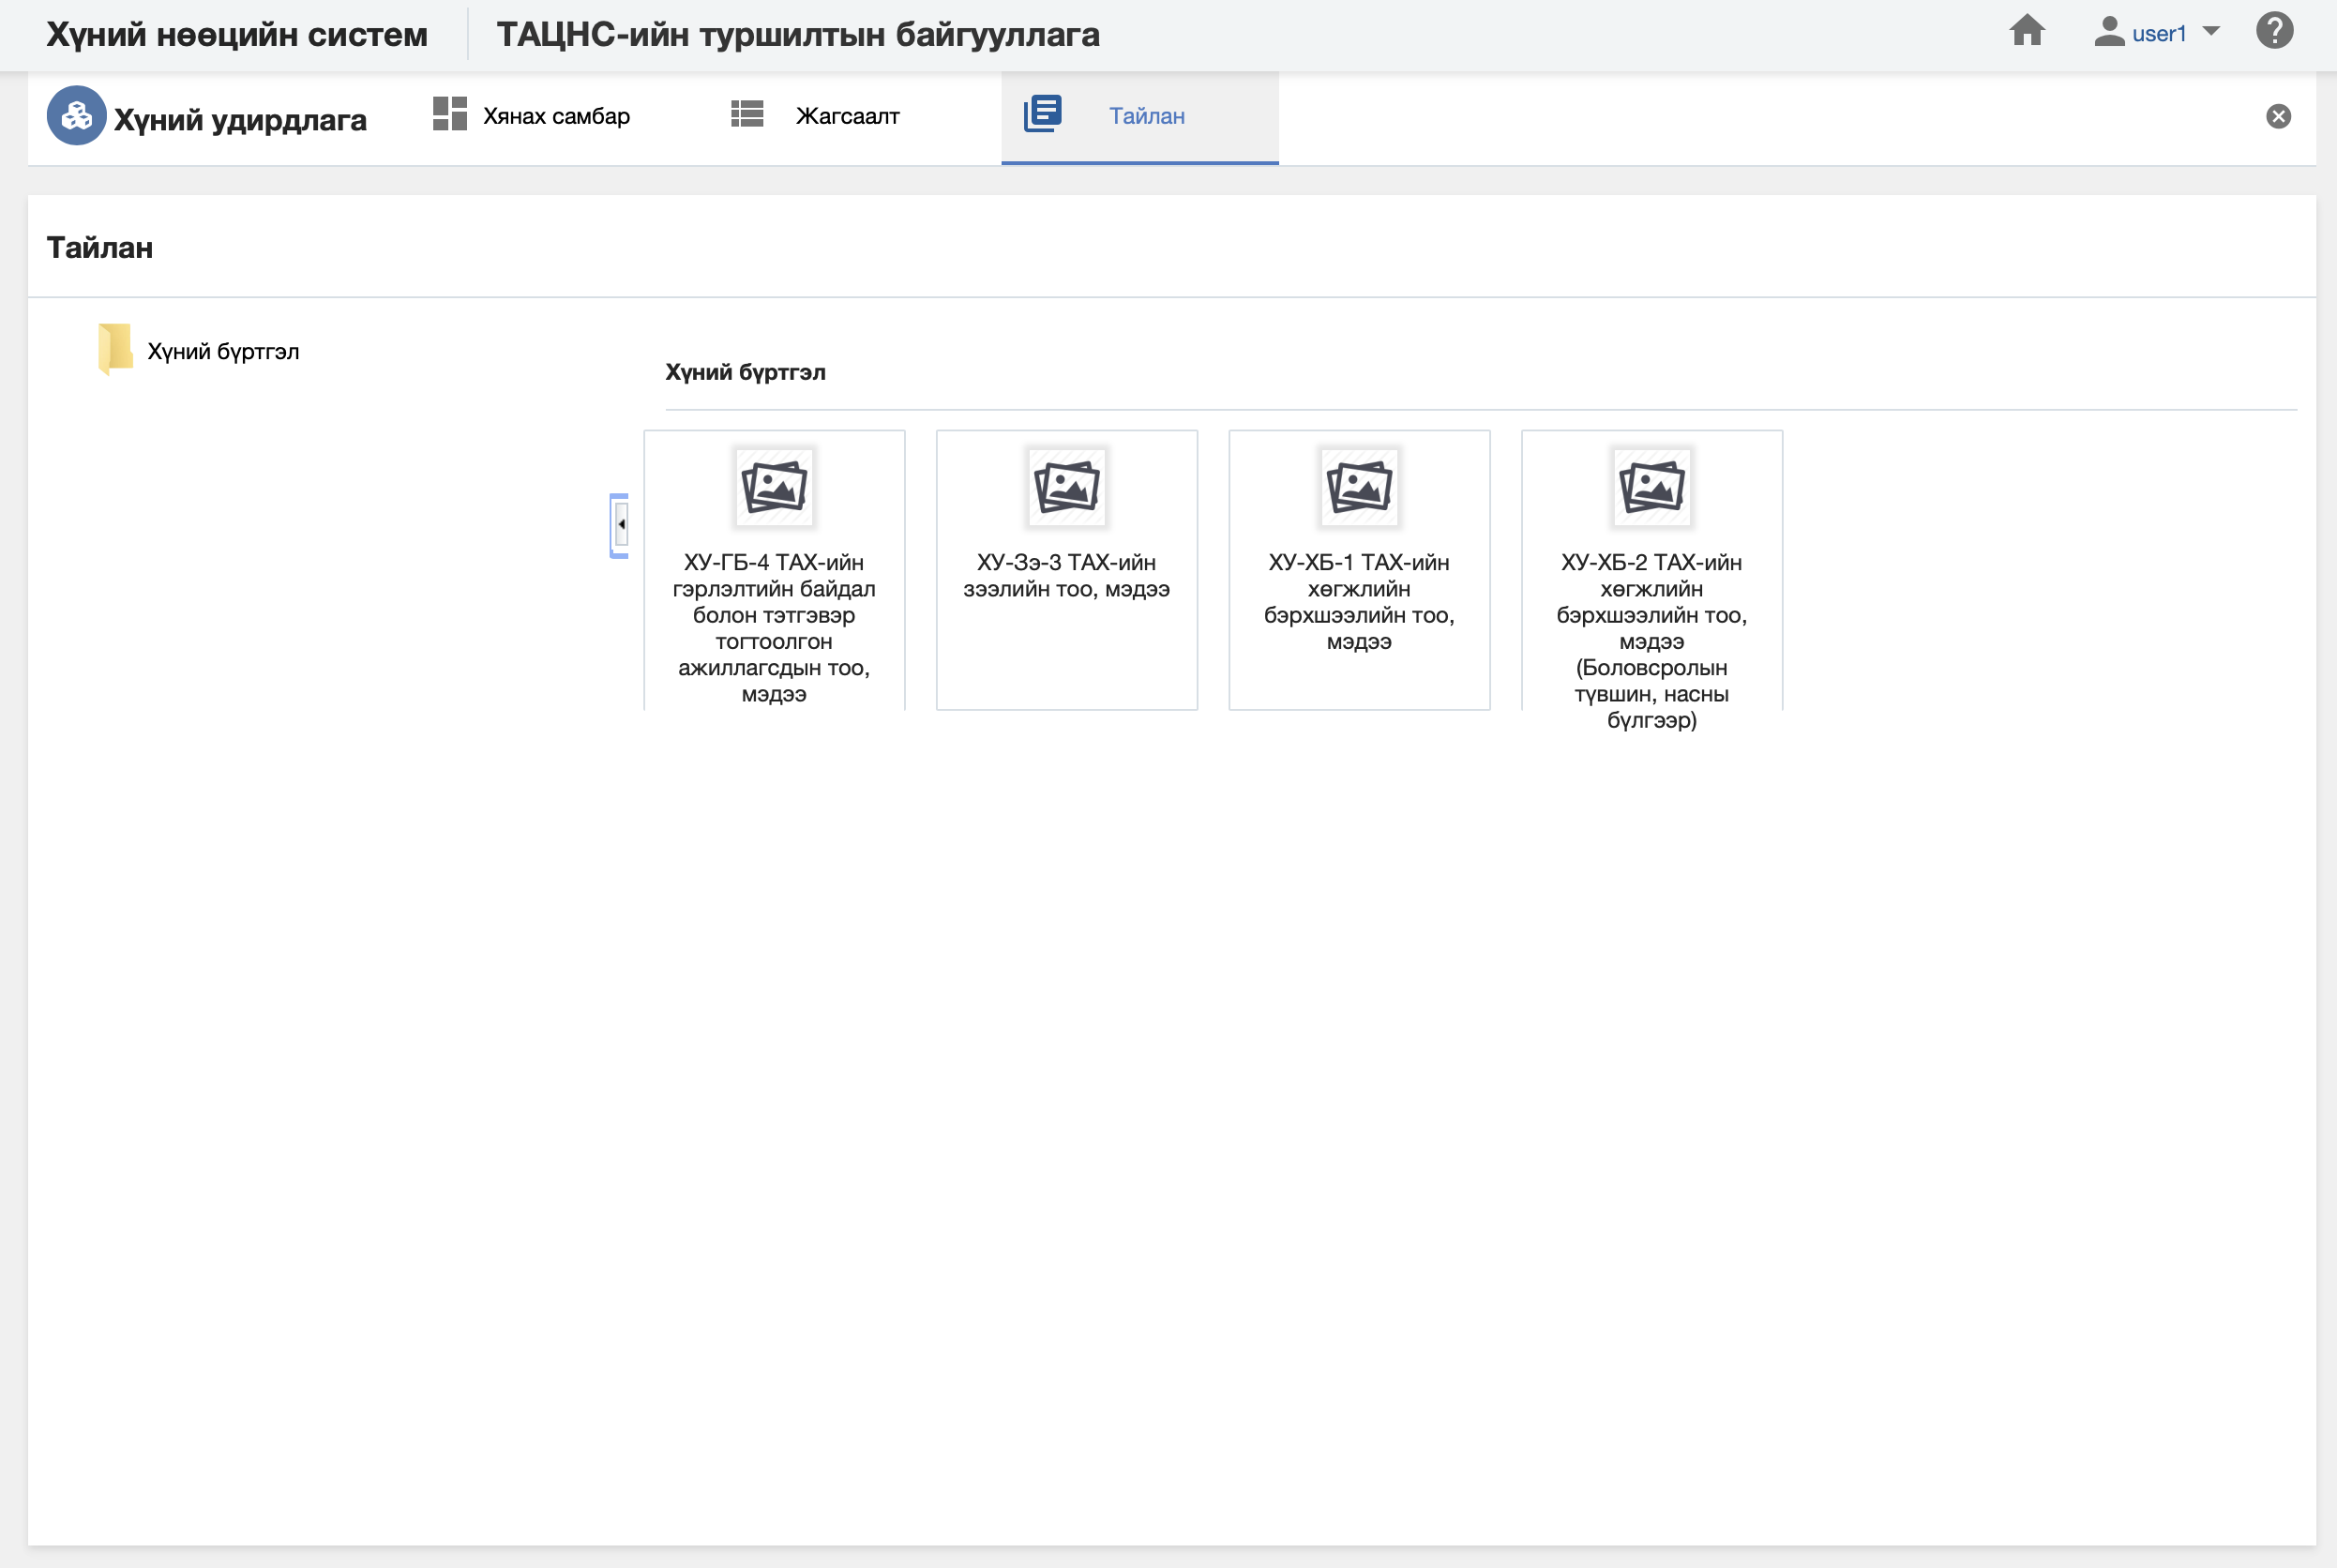 Хүний нөөцийн систем
ТАЦНС-ийн туршилтын байгууллага
user1
Хүний удирдлага
Хянах самбар
Жагсаалт
Тайлан
Тайлан
Хүний бүртгэл
Хүний бүртгэл
ХУ-ГБ-4 ТАХ-ийн
гэрлэлтийн байдал
болон тэтгэвэр
тогтоолгон
ажиллагсдын тоо,
мэдээ
ХУ-Зэ-3 ТАХ-ийн
зээлийн тоо, мэдээ
ХУ-ХБ-1 ТАХ-ийн
хөгжлийн
бэрхшээлийн тоо,
мэдээ
ХУ-ХБ-2 ТАХ-ийн
хөгжлийн
бэрхшээлийн тоо,
мэдээ
(Боловсролын
түвшин, насны
бүлгээр)